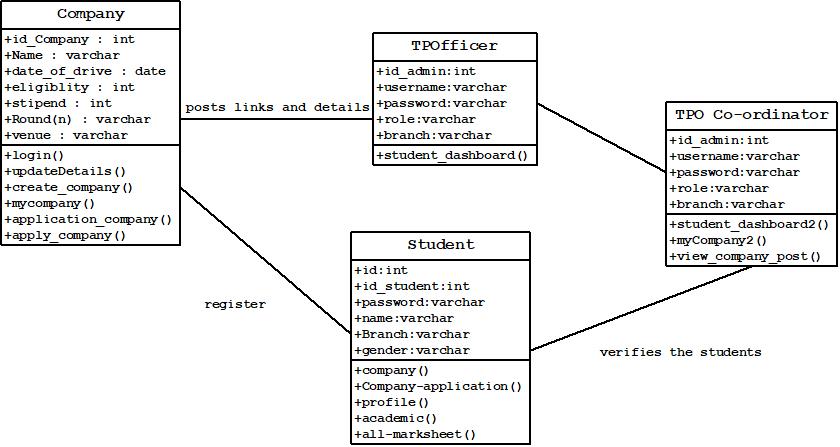 Company
+id_Company : int
+Name : varchar
+date_of_drive : date
+eligiblity : int
+stipend : int
+Round(n) : varchar
+venue : varchar
+login()
+updateDetails()
+create_company()
+mycompany()
+application_company()
+apply_company()
posts links and details
TPOfficer
+id_admin:int
+username:varchar
+password:varchar
+role:varchar
+branch:varchar
+student_dashboard()
TPO Co-ordinator
+id_admin:int
+username:varchar
+password:varchar
+role:varchar
+branch:varchar
+student_dashboard2()
+myCompany2()
+view_company_post()
register
Student
+id:int
+id_student:int
+password:varchar
+name:varchar
+Branch:varchar
+gender:varchar
+company()
+Company-application()
+profile()
+academic()
+all-marksheet()
verifies the students